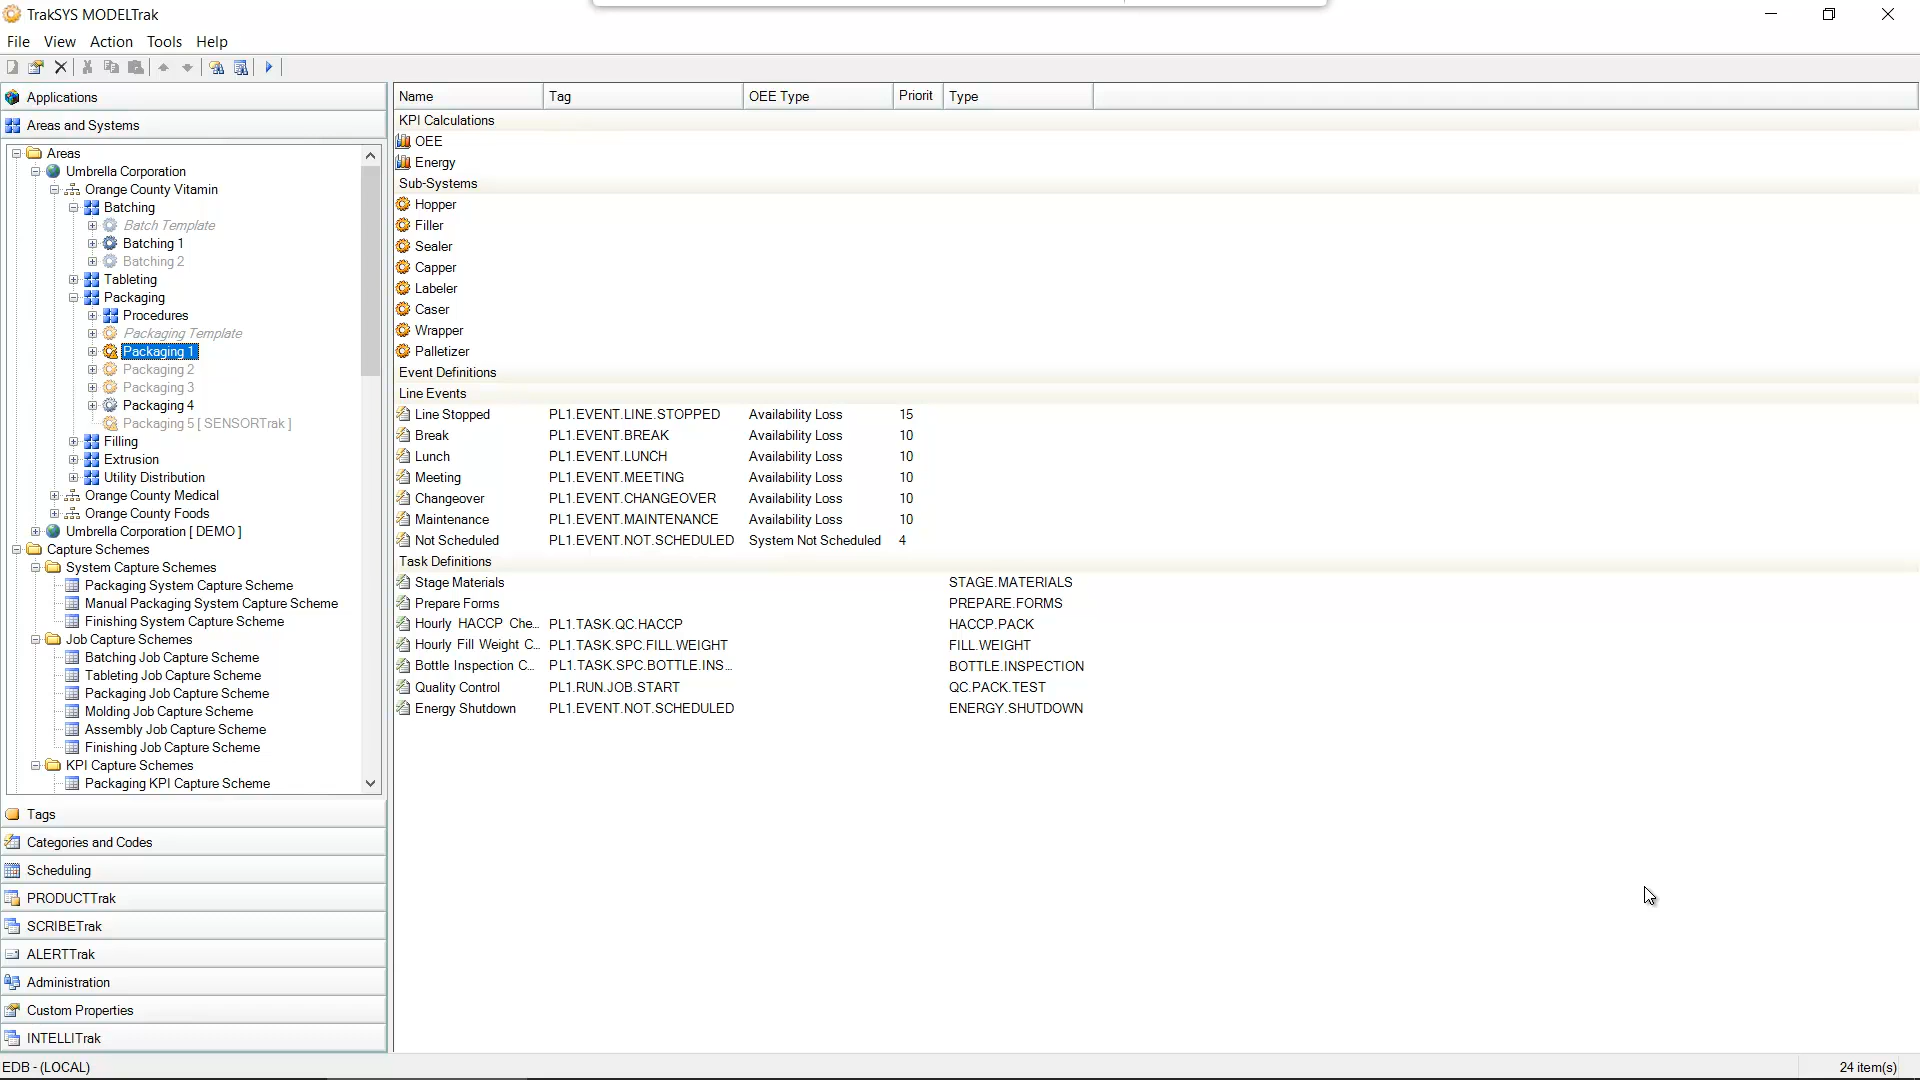 TrakSYS MODELTrak
File View Action Tools Help
Applications
Areas and Systems
Areas
Umbrella Corporation
Orange County Vitamin
Batching
Batch Template
Batching 1
Batching 2
Tableting
Packaging
Procedures
Packaging Template
Packaging 1
Packaging 2
Packaging 3
Packaging 4
Packaging 5 [ SENSORTrak ]
Filling
Extrusion
Utility Distribution
Orange County Medical
Orange County Foods
Umbrella Corporation [ DEMO ]
Capture Schemes
System Capture Schemes
Packaging System Capture Scheme
Manual Packaging System Capture Scheme
Finishing System Capture Scheme
Job Capture Schemes
Batching Job Capture Scheme
Tableting Job Capture Scheme
Packaging Job Capture Scheme
Molding Job Capture Scheme
Assembly Job Capture Scheme
Finishing Job Capture Scheme
KPI Capture Schemes
Packaging KPI Capture Scheme
Tags
Categories and Codes
Scheduling
PRODUCTTrak
SCRIBETrak
ALERTTrak
Administration
Custom Properties
INTELLITrak
Name Tag OEE Type Priorit Type
KPI Calculations
OEE
Energy
Sub-Systems
Hopper
Filler
Sealer
Capper
Labeler
Caser
Wrapper
Palletizer
Event Definitions
Line Events
Line Stopped PL1.EVENT.LINE.STOPPED Availability Loss 15
Break PL1.EVENT.BREAK Availability Loss 10
Lunch PL1.EVENT.LUNCH Availability Loss 10
Meeting PL1.EVENT.MEETING Availability Loss 10
Changeover PL1.EVENT.CHANGEOVER Availability Loss 10
Maintenance PL1.EVENT.MAINTENANCE Availability Loss 10
Not Scheduled PL1.EVENT.NOT.SCHEDULED System Not Scheduled 4
Task Definitions
Stage Materials STAGE.MATERIALS
Prepare Forms PREPARE.FORMS
Hourly HACCP Che... PL1.TASK.QC.HACCP HACCP.PACK
Hourly Fill Weight C... PL1.TASK.SPC.FILL.WEIGHT FILL.WEIGHT
Bottle Inspection C... PL1.TASK.SPC.BOTTLE.INS... BOTTLE.INSPECTION
Quality Control PL1.RUN.JOB.START QC.PACK.TEST
Energy Shutdown PL1.EVENT.NOT.SCHEDULED ENERGY.SHUTDOWN
EDB - (LOCAL) 24 item(s)